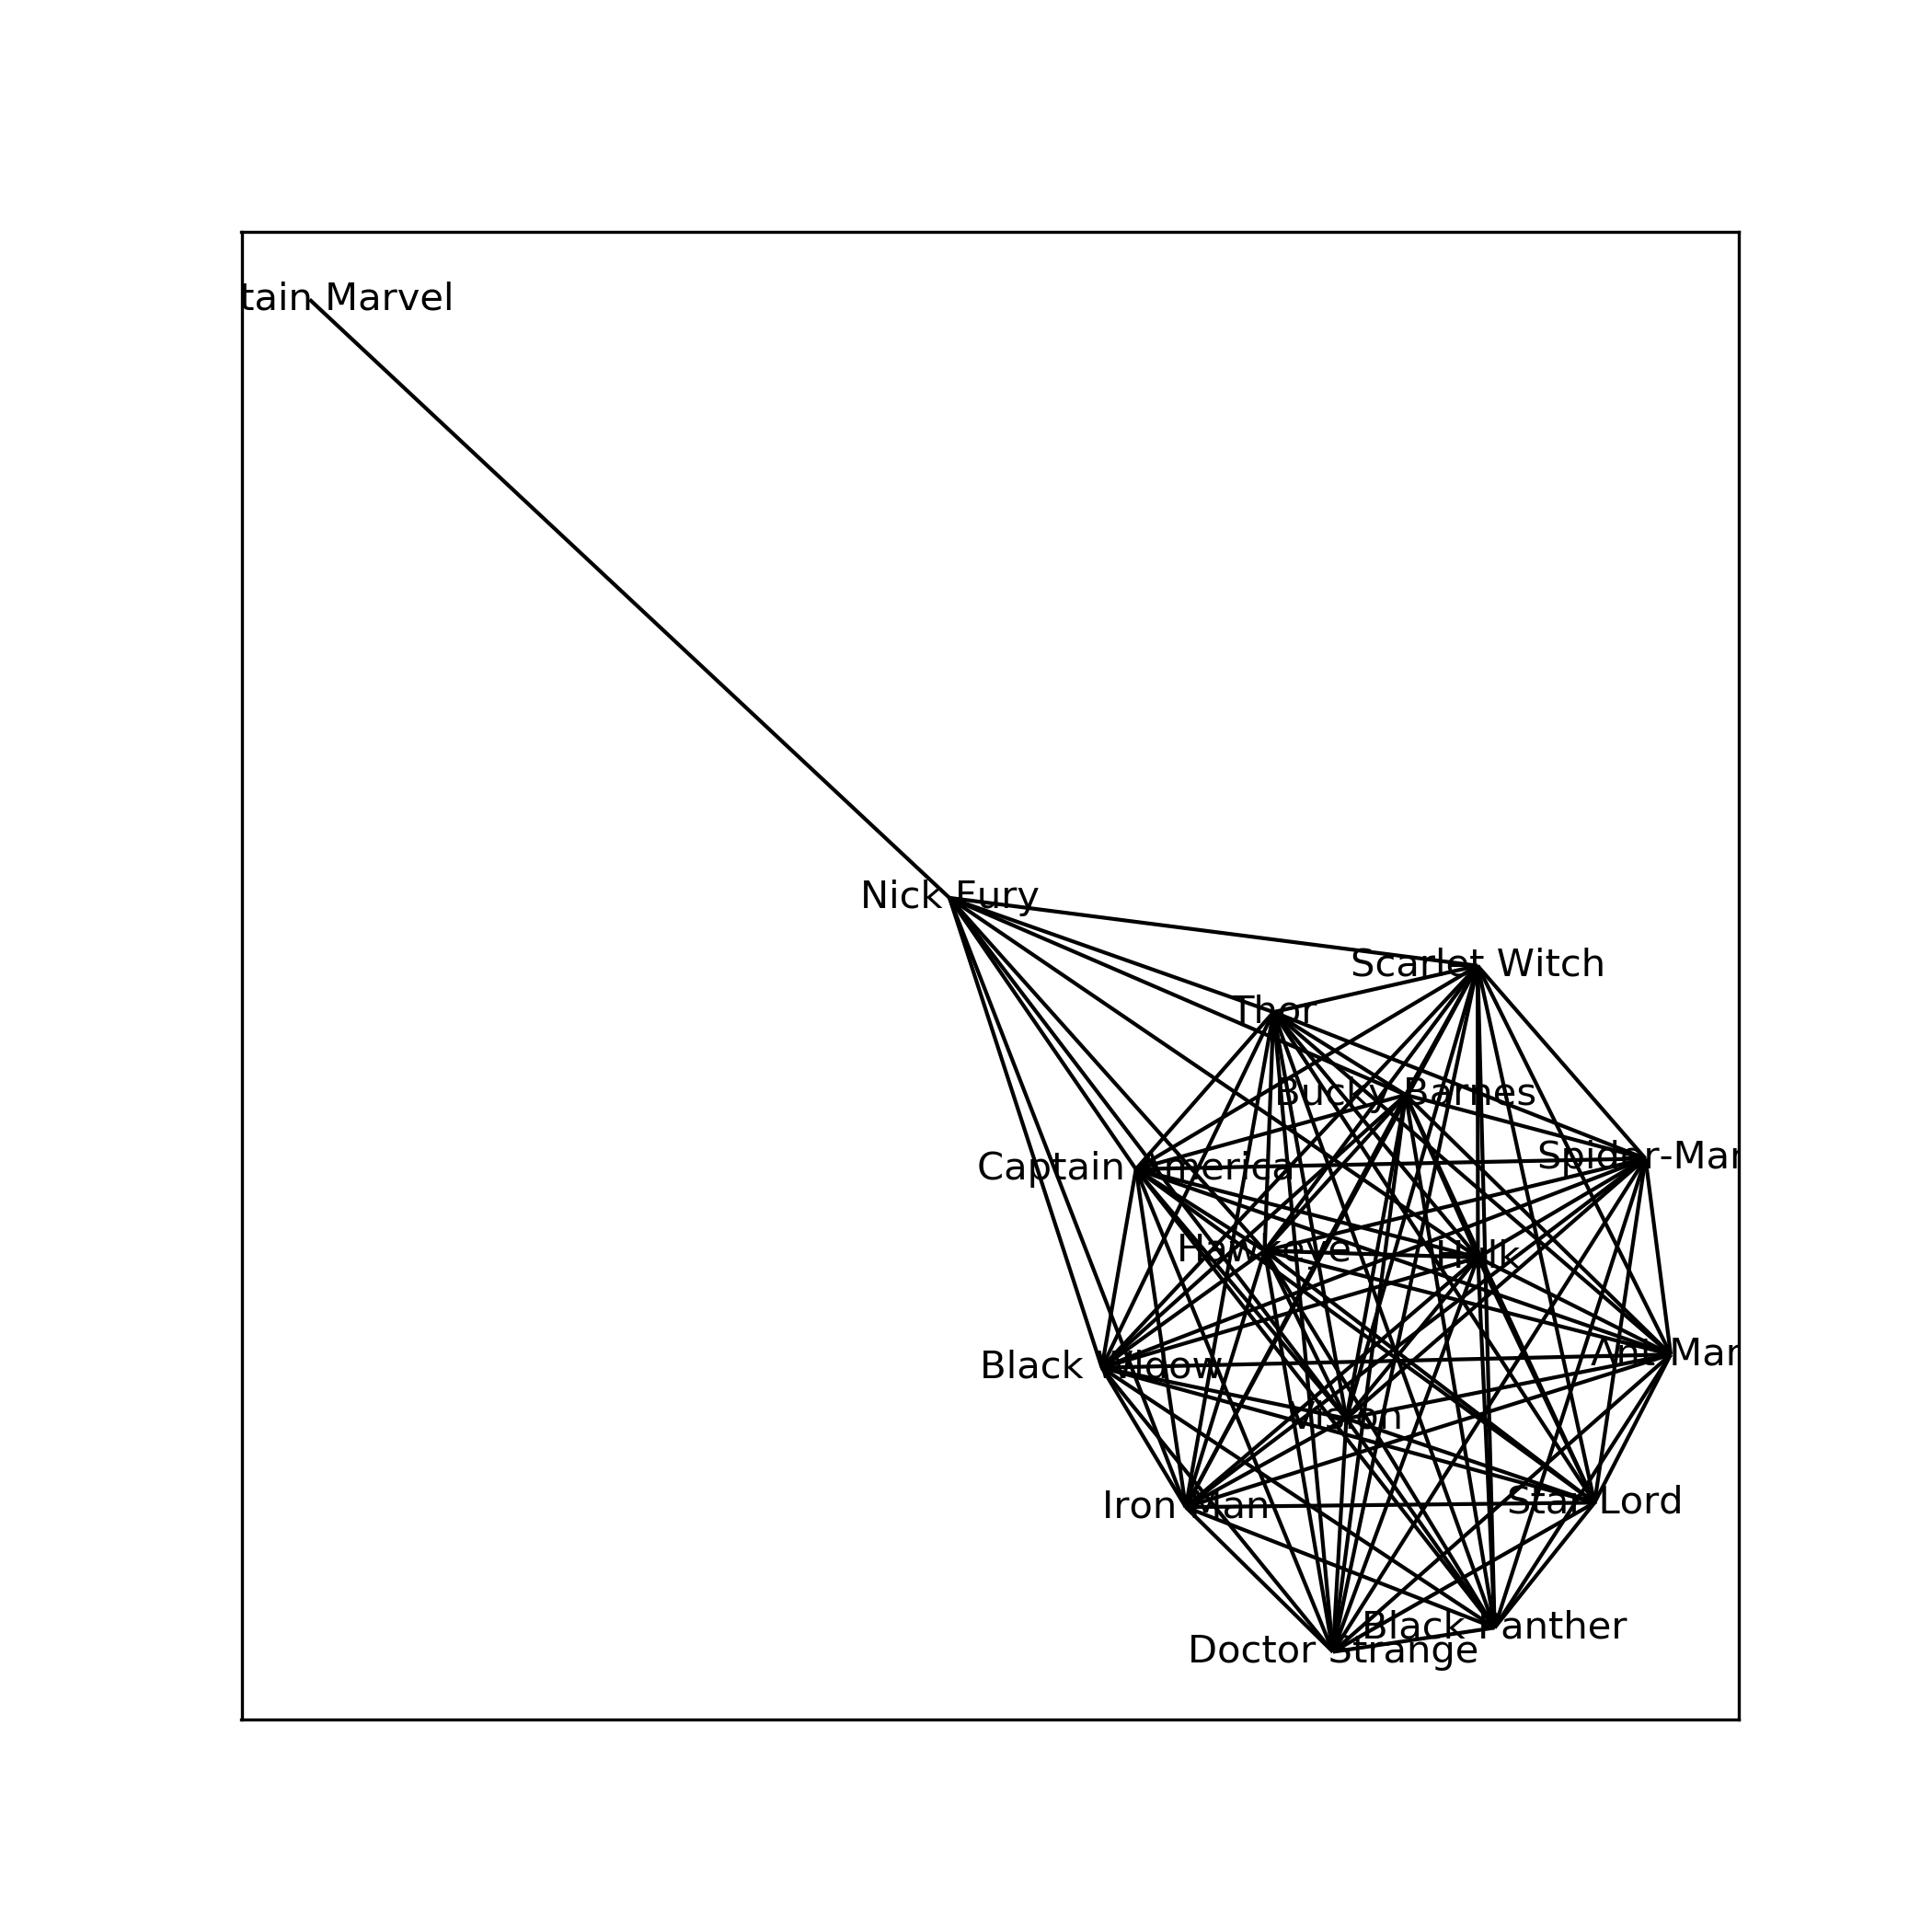 tain Marvel
Nick Fury
Scarlet Witch
Thor
Bucky Barnes
Spider-Man
Captain America
Hawkeye
Hulk
Ant-Man
Black Widow
Vision
Star-Lord
Iron Man
Black Panther
Doctor Strange